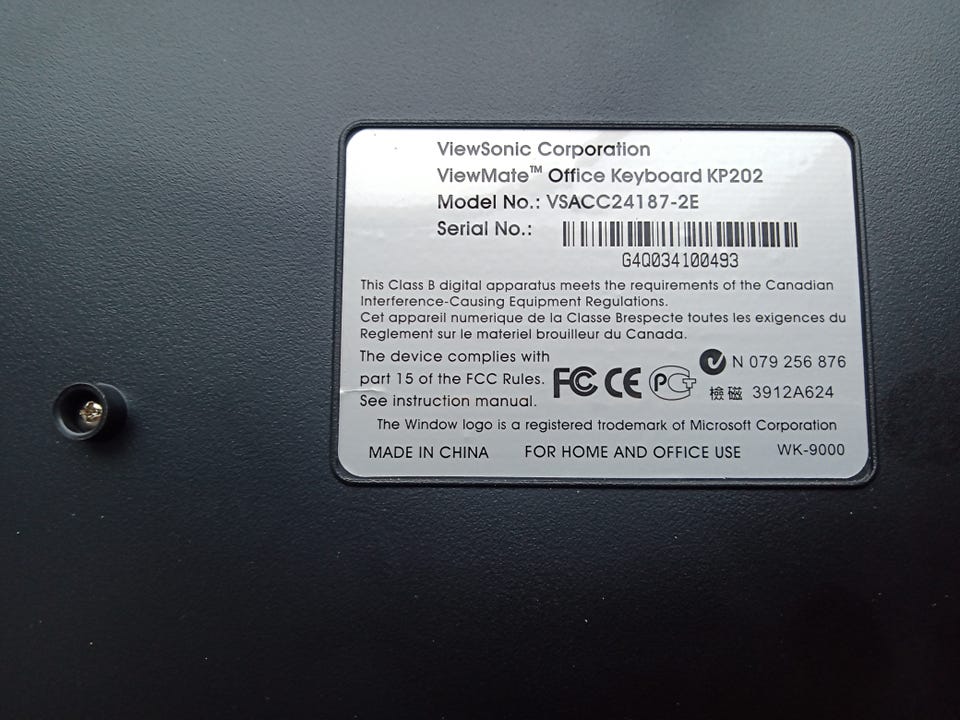 ViewSonic Corporation
ViewMate™ Office Keyboard KP202
Model No.: VSACC24187-2E
Serial No.:
G4Q034100493
This Class B digital apparatus meets the requirements of the Canadian
Interference-Causing Equipment Regulations.
Cet appareil numerique de la Classe Brespecte toutes les exigences du
Reglement sur le materiel brouilleur du Canada.
The device complies with
part 15 of the FCC Rules.
See instruction manual.
FC CE PCT
N 079 256 876
檢磁 3912A624
The Window logo is a registered trademark of Microsoft Corporation
MADE IN CHINA FOR HOME AND OFFICE USE WK-9000